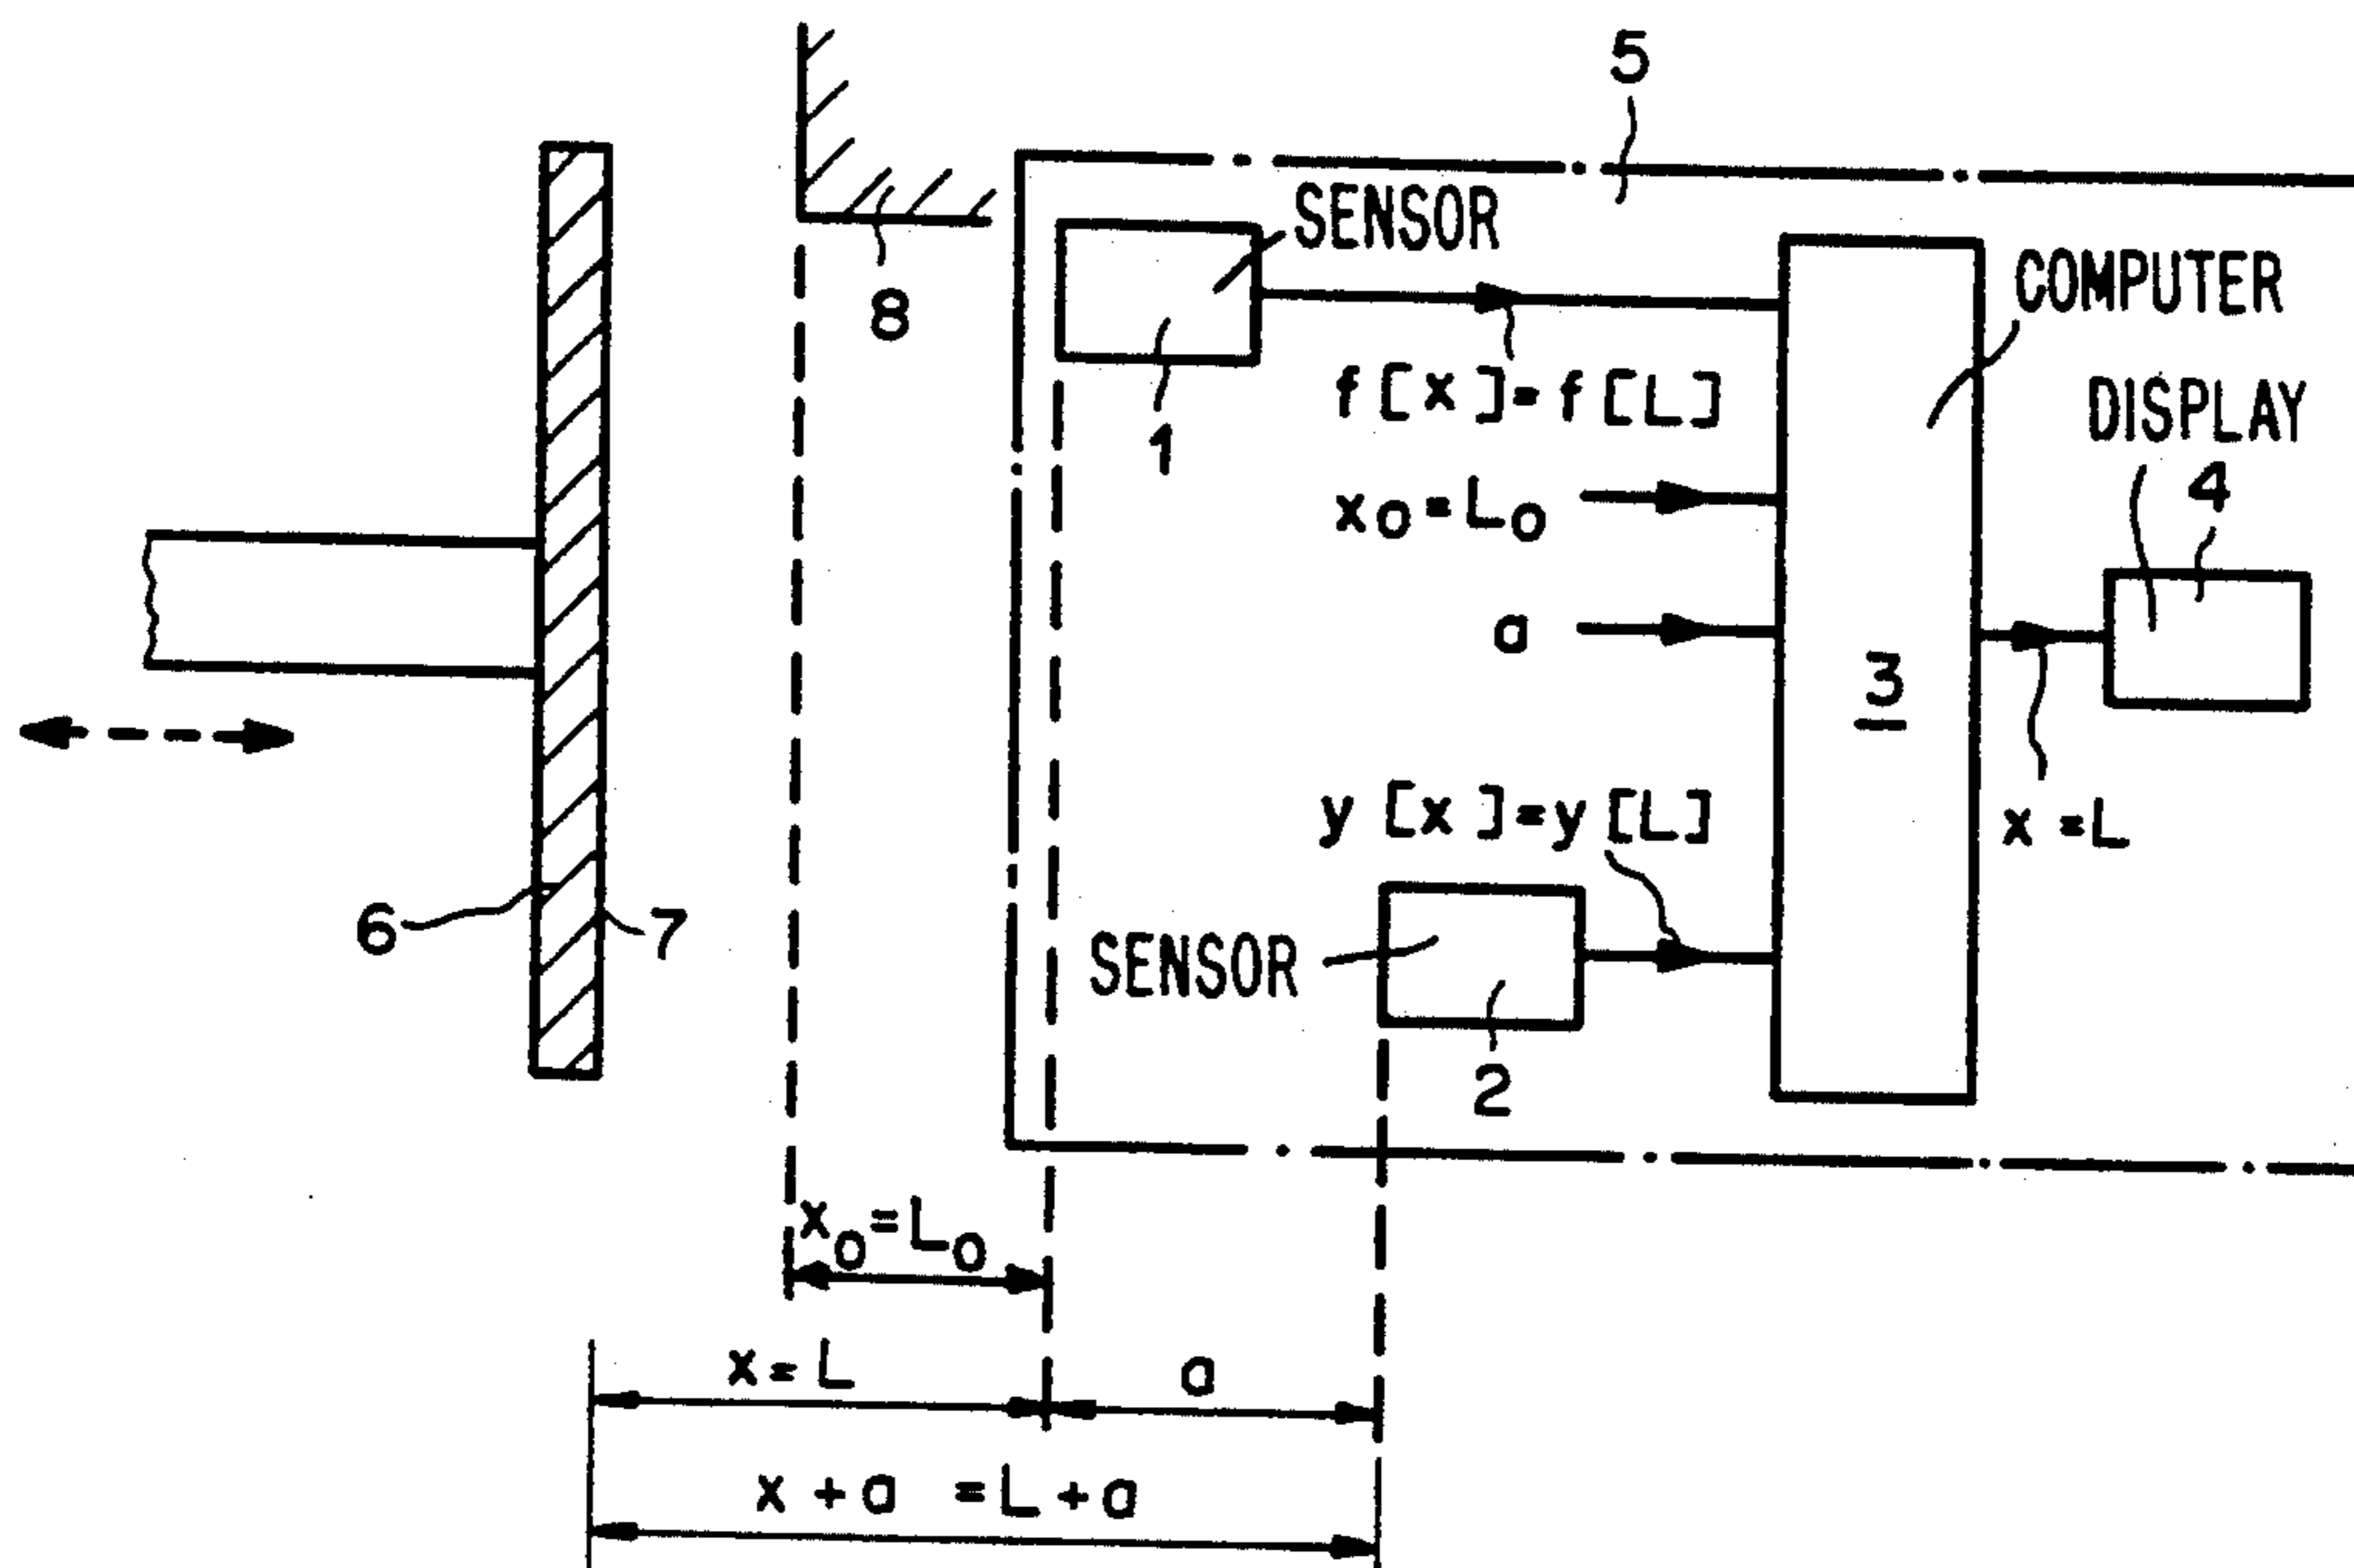 5
SENSOR
COMPUTER
8
f[x]=f[L]
DISPLAY
1
4
x₀=L₀
a
3
y[x]=y[L]
x=L
6
7
SENSOR
2
x₀=L₀
x=L
a
x+a =L+a